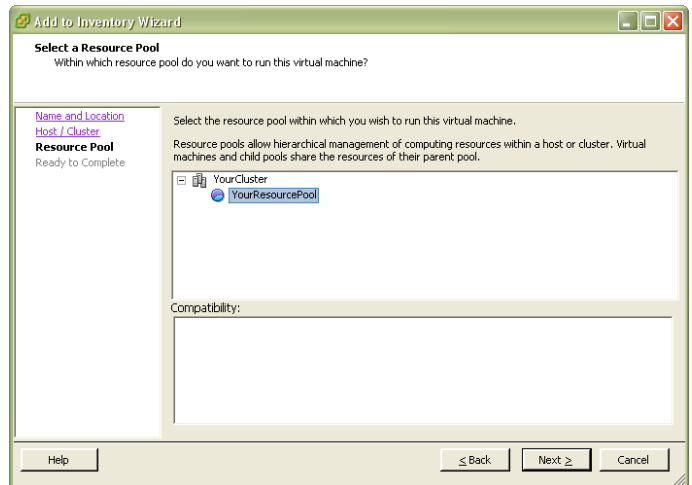 Add to Inventory Wizard
Select a Resource Pool
Within which resource pool do you want to run this virtual machine?
Name and Location
Host / Cluster
Resource Pool
Ready to Complete
Select the resource pool within which you wish to run this virtual machine.
Resource pools allow hierarchical management of computing resources within a host or cluster. Virtual
machines and child pools share the resources of their parent pool.
YourCluster
YourResourcePool
Compatibility:
Help
≤ Back
Next ≥
Cancel